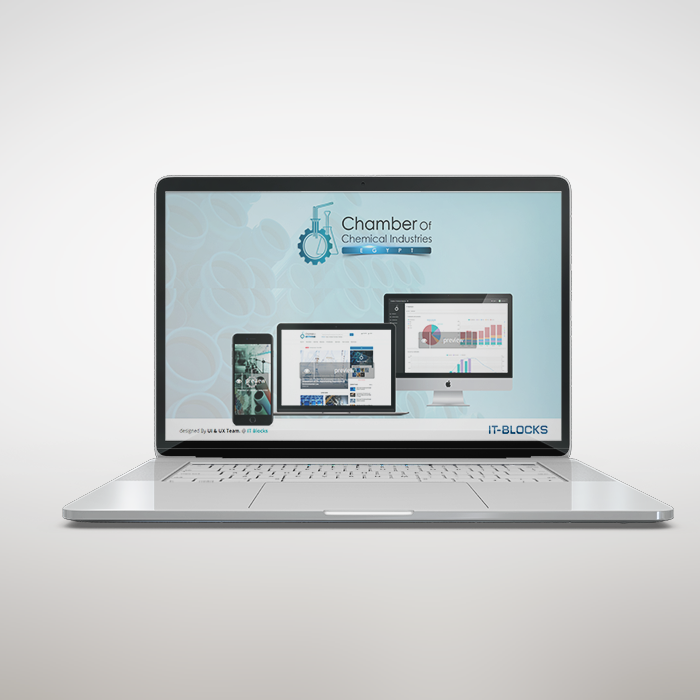 Chamber Of
Chemical Industries
EGYPT
preview
preview
preview
designed By UI & UX Team. @ IT Blocks
IT-BLOCKS